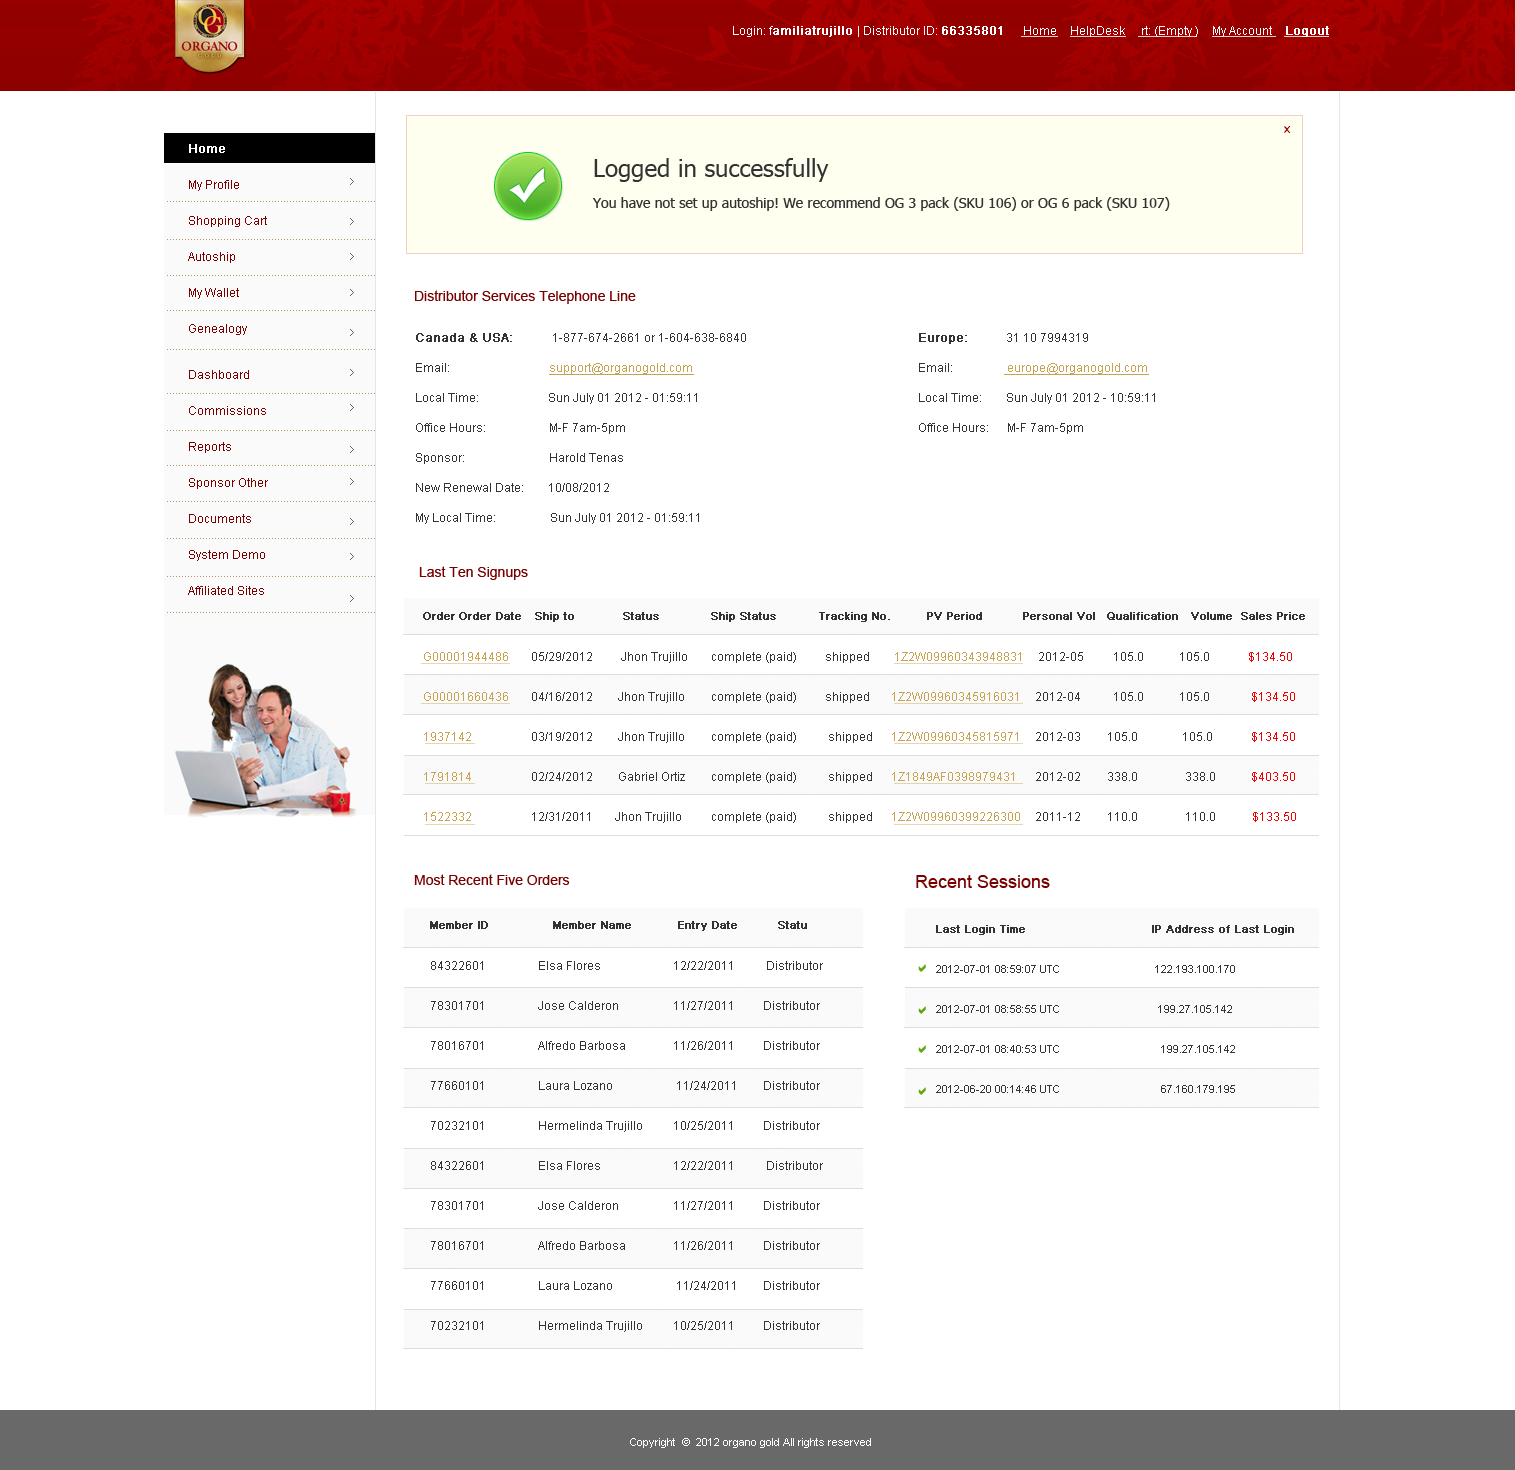 ORGANO
GOLD
Login: familiatrujillo | Distributor ID: 66335801 Home HelpDesk rt: (Empty) My Account Logout
Home
My Profile
Shopping Cart
Autoship
My Wallet
Genealogy
Dashboard
Commissions
Reports
Sponsor Other
Documents
System Demo
Affiliated Sites
x
Logged in successfully
You have not set up autoship! We recommend OG 3 pack (SKU 106) or OG 6 pack (SKU 107)
Distributor Services Telephone Line
Canada & USA: 1-877-674-2661 or 1-604-638-6840 Europe: 31 10 7994319
Email: support@organogold.com Email: europe@organogold.com
Local Time: Sun July 01 2012 - 01:59:11 Local Time: Sun July 01 2012 - 10:59:11
Office Hours: M-F 7am-5pm Office Hours: M-F 7am-5pm
Sponsor: Harold Tenas
New Renewal Date: 10/08/2012
My Local Time: Sun July 01 2012 - 01:59:11
Last Ten Signups
Order Order Date Ship to Status Ship Status Tracking No. PV Period Personal Vol Qualification Volume Sales Price
G00001944486 05/29/2012 Jhon Trujillo complete (paid) shipped 1Z2W09960343948831 2012-05 105.0 105.0 $134.50
G00001660436 04/16/2012 Jhon Trujillo complete (paid) shipped 1Z2W09960345916031 2012-04 105.0 105.0 $134.50
1937142 03/19/2012 Jhon Trujillo complete (paid) shipped 1Z2W09960345815971 2012-03 105.0 105.0 $134.50
1791814 02/24/2012 Gabriel Ortiz complete (paid) shipped 1Z1849AF0398979431 2012-02 338.0 338.0 $403.50
1522332 12/31/2011 Jhon Trujillo complete (paid) shipped 1Z2W09960399226300 2011-12 110.0 110.0 $133.50
Most Recent Five Orders
Member ID Member Name Entry Date Statu
84322601 Elsa Flores 12/22/2011 Distributor
78301701 Jose Calderon 11/27/2011 Distributor
78016701 Alfredo Barbosa 11/26/2011 Distributor
77660101 Laura Lozano 11/24/2011 Distributor
70232101 Hermelinda Trujillo 10/25/2011 Distributor
84322601 Elsa Flores 12/22/2011 Distributor
78301701 Jose Calderon 11/27/2011 Distributor
78016701 Alfredo Barbosa 11/26/2011 Distributor
77660101 Laura Lozano 11/24/2011 Distributor
70232101 Hermelinda Trujillo 10/25/2011 Distributor
Recent Sessions
Last Login Time IP Address of Last Login
2012-07-01 08:59:07 UTC 122.193.100.170
2012-07-01 08:58:55 UTC 199.27.105.142
2012-07-01 08:40:53 UTC 199.27.105.142
2012-06-20 00:14:46 UTC 67.160.179.195
Copyright © 2012 organo gold All rights reserved